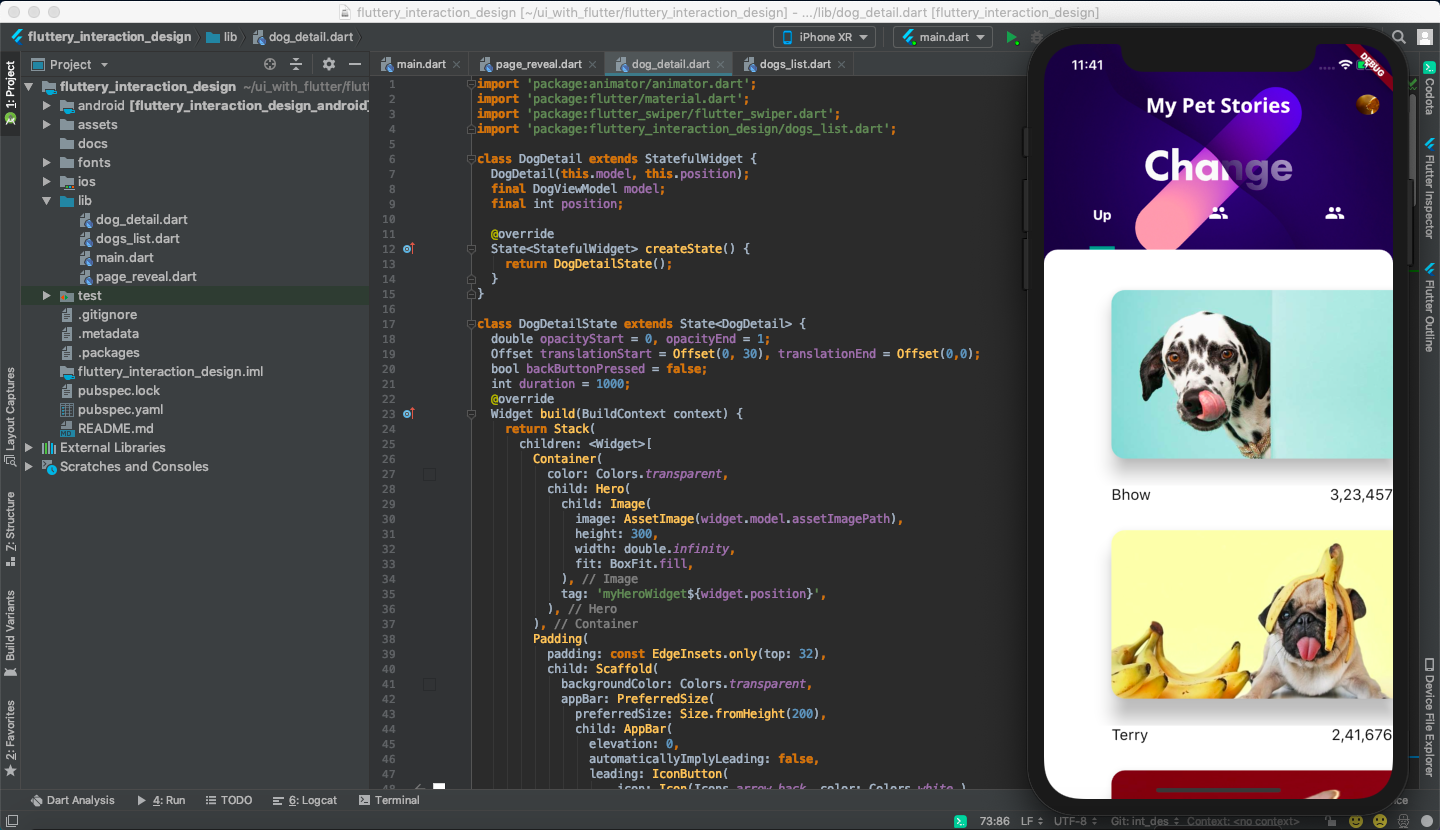 fluttery_interaction_design [~/ui_with_flutter/fluttery_interaction_design] - .../lib/dog_detail.dart [fluttery_interaction_design]
fluttery_interaction_design lib dog_detail.dart iPhone XR main.dart
1: Project
Project
main.dart page_reveal.dart dog_detail.dart dogs_list.dart
fluttery_interaction_design ~/ui_with_flutter/flutt
android [fluttery_interaction_design_android]
assets
docs
fonts
ios
lib
dog_detail.dart
dogs_list.dart
main.dart
page_reveal.dart
test
.gitignore
.metadata
.packages
fluttery_interaction_design.iml
pubspec.lock
pubspec.yaml
README.md
External Libraries
Scratches and Consoles
Layout Captures
7: Structure
Build Variants
2: Favorites
1 import 'package:animator/animator.dart';
2 import 'package:flutter/material.dart';
3 import 'package:flutter_swiper/flutter_swiper.dart';
4 import 'package:fluttery_interaction_design/dogs_list.dart';
5
6 class DogDetail extends StatefulWidget {
7 DogDetail(this.model, this.position);
8 final DogViewModel model;
9 final int position;
10
11 @override
12 State<StatefulWidget> createState() {
13 return DogDetailState();
14 }
15 }
16
17 class DogDetailState extends State<DogDetail> {
18 double opacityStart = 0, opacityEnd = 1;
19 Offset translationStart = Offset(0, 30), translationEnd = Offset(0,0);
20 bool backButtonPressed = false;
21 int duration = 1000;
22 @override
23 Widget build(BuildContext context) {
24 return Stack(
25 children: <Widget>[
26 Container(
27 color: Colors.transparent,
28 child: Hero(
29 child: Image(
30 image: AssetImage(widget.model.assetImagePath),
31 height: 300,
32 width: double.infinity,
33 fit: BoxFit.fill,
34 ), // Image
35 tag: 'myHeroWidget${widget.position}',
36 ), // Hero
37 ), // Container
38 Padding(
39 padding: const EdgeInsets.only(top: 32),
40 child: Scaffold(
41 backgroundColor: Colors.transparent,
42 appBar: PreferredSize(
43 preferredSize: Size.fromHeight(200),
44 child: AppBar(
45 elevation: 0,
46 automaticallyImplyLeading: false,
47 leading: IconButton(
48 icon: Icon(Icons.arrow_back, color: Colors.white,)
11:41
DEBUG
My Pet Stories
Change
Up
Bhow 3,23,457
Terry 2,41,676
Codota
Flutter Inspector
Flutter Outline
Device File Explorer
Dart Analysis 4: Run TODO 6: Logcat Terminal
73:86 LF UTF-8 Git: int_des Context: <no context>